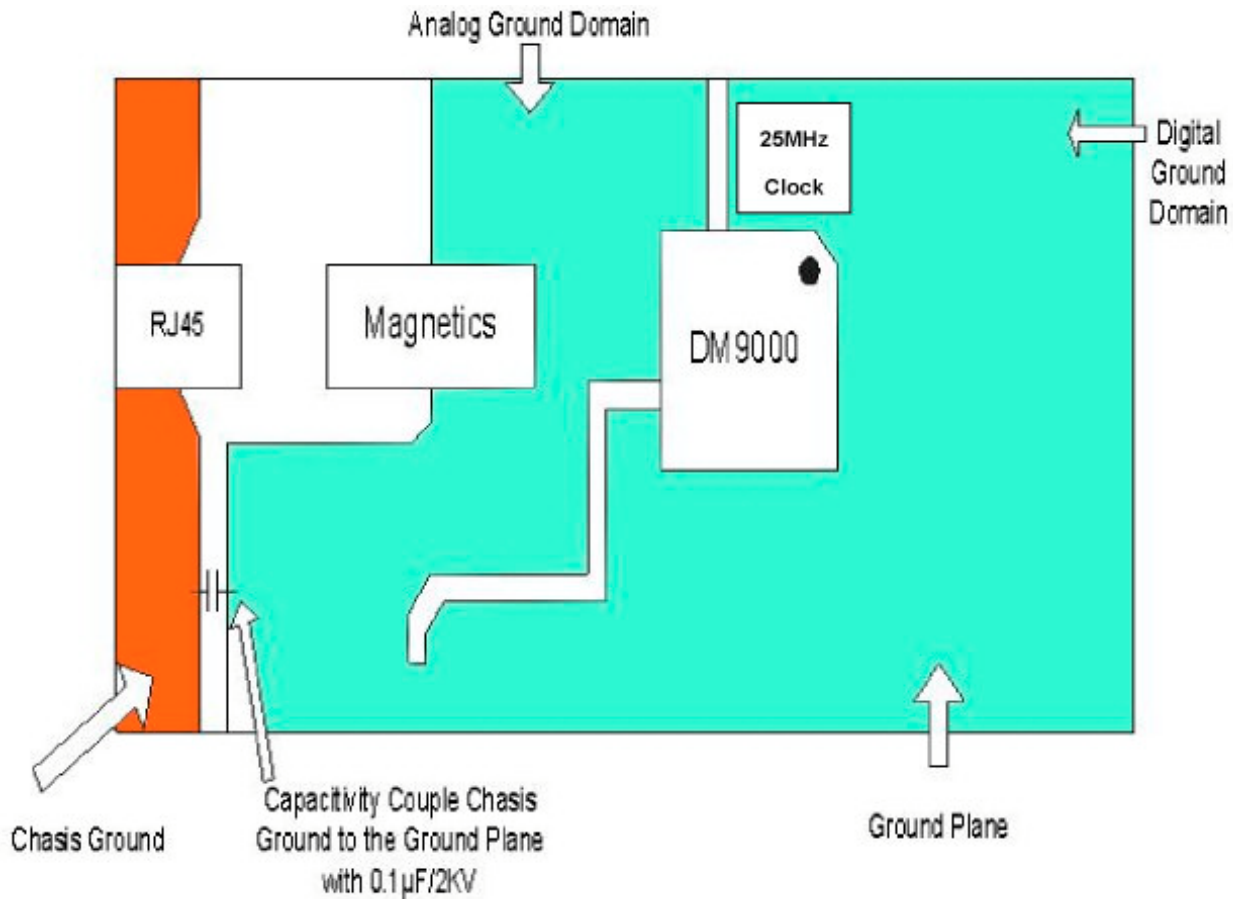 Analog Ground Domain
25MHz
Clock
Digital
Ground
Domain
RJ45
Magnetics
DM9000
Chasis Ground
Capacitivity Couple Chasis
Ground to the Ground Plane
with 0.1µF/2KV
Ground Plane